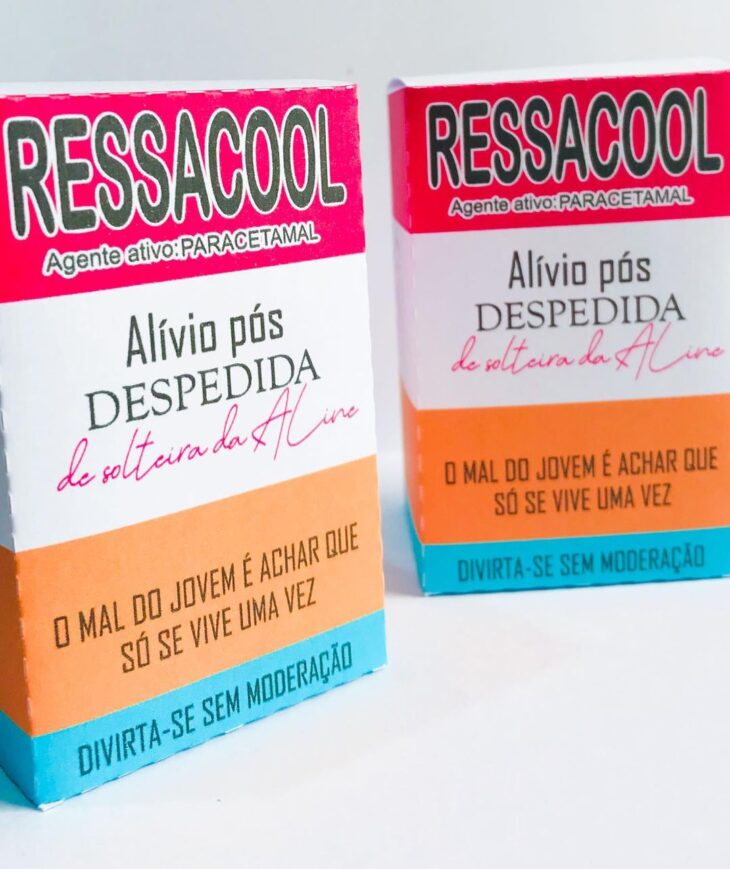 RESSACOOL
Agente ativo:PARACETAMAL
Alívio pós
DESPEDIDA
de solteira da ALine
O MAL DO JOVEM É ACHAR QUE
SÓ SE VIVE UMA VEZ
DIVIRTA-SE SEM MODERAÇÃO
RESSACOOL
Agente ativo:PARACETAMAL
Alívio pós
DESPEDIDA
de solteira da ALine
O MAL DO JOVEM É ACHAR QUE
SÓ SE VIVE UMA VEZ
DIVIRTA-SE SEM MODERAÇÃO